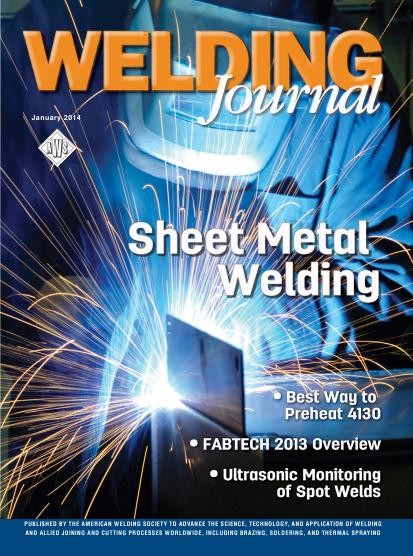 WELDING
Journal
January 2014
AWS
Sheet Metal
Welding
• Best Way to
Preheat 4130
• FABTECH 2013 Overview
• Ultrasonic Monitoring
of Spot Welds
PUBLISHED BY THE AMERICAN WELDING SOCIETY TO ADVANCE THE SCIENCE, TECHNOLOGY, AND APPLICATION OF WELDING
AND ALLIED JOINING AND CUTTING PROCESSES WORLDWIDE, INCLUDING BRAZING, SOLDERING, AND THERMAL SPRAYING